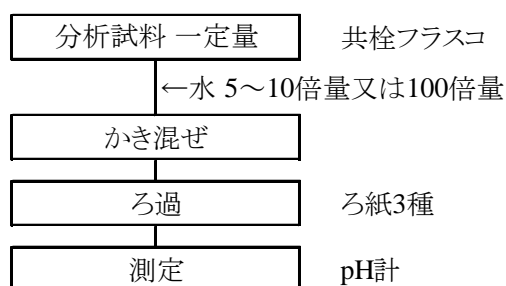 分析試料 一定量 共栓フラスコ
←水 5～10倍量又は100倍量
かき混ぜ
ろ過 ろ紙3種
測定 pH計